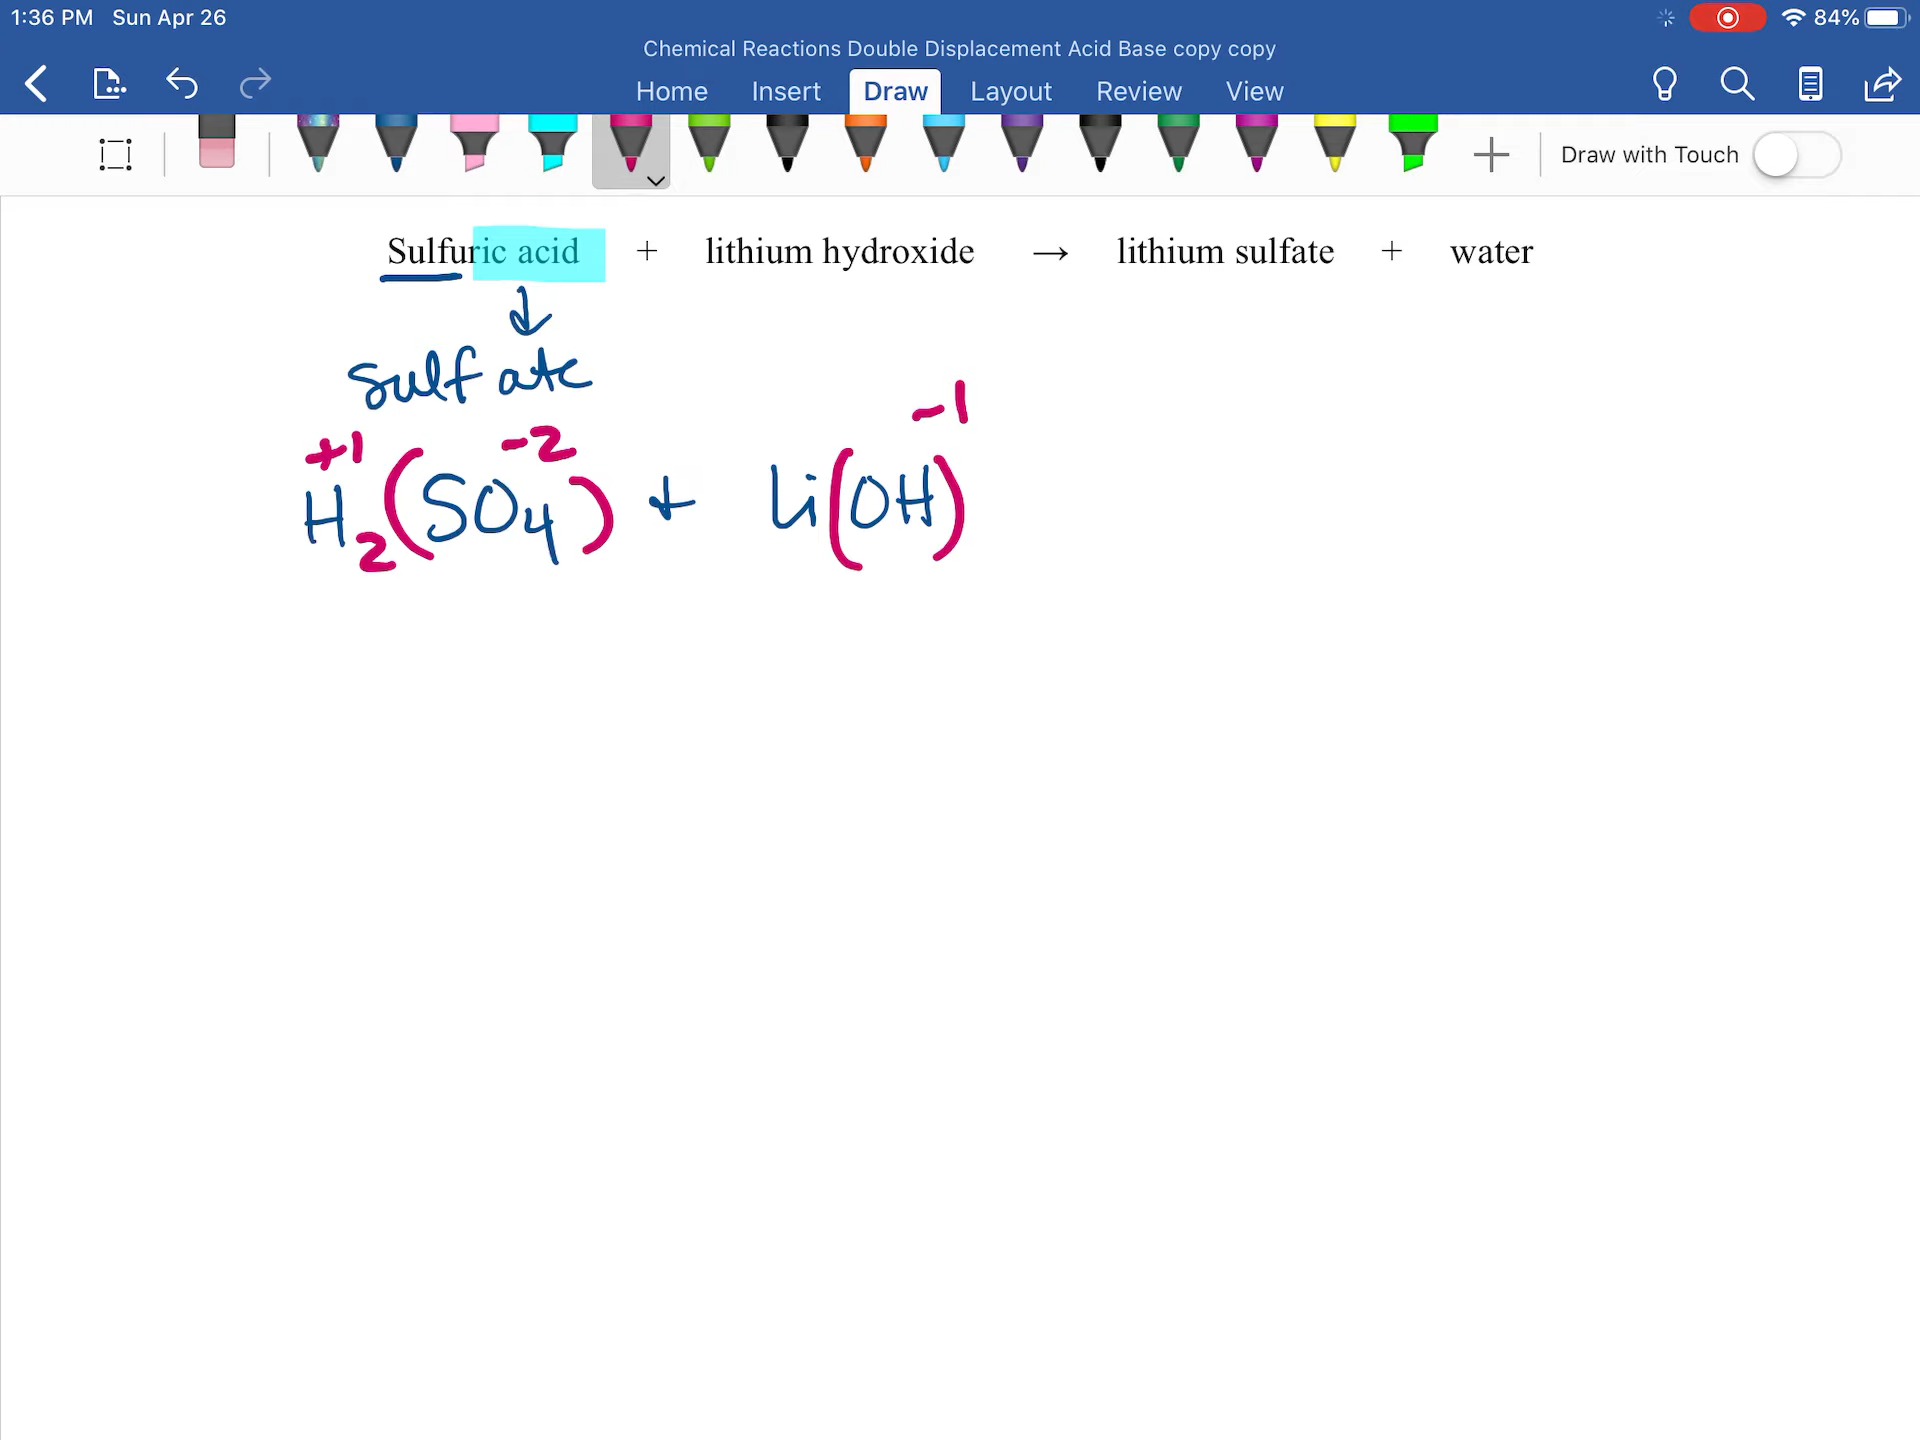 1:36 PM Sun Apr 26 84%
Chemical Reactions Double Displacement Acid Base copy copy
Home Insert Draw Layout Review View
Draw with Touch
Sulfuric acid + lithium hydroxide → lithium sulfate + water
↓
sulfate
+1 -2 -1
H2(SO4) + Li(OH)